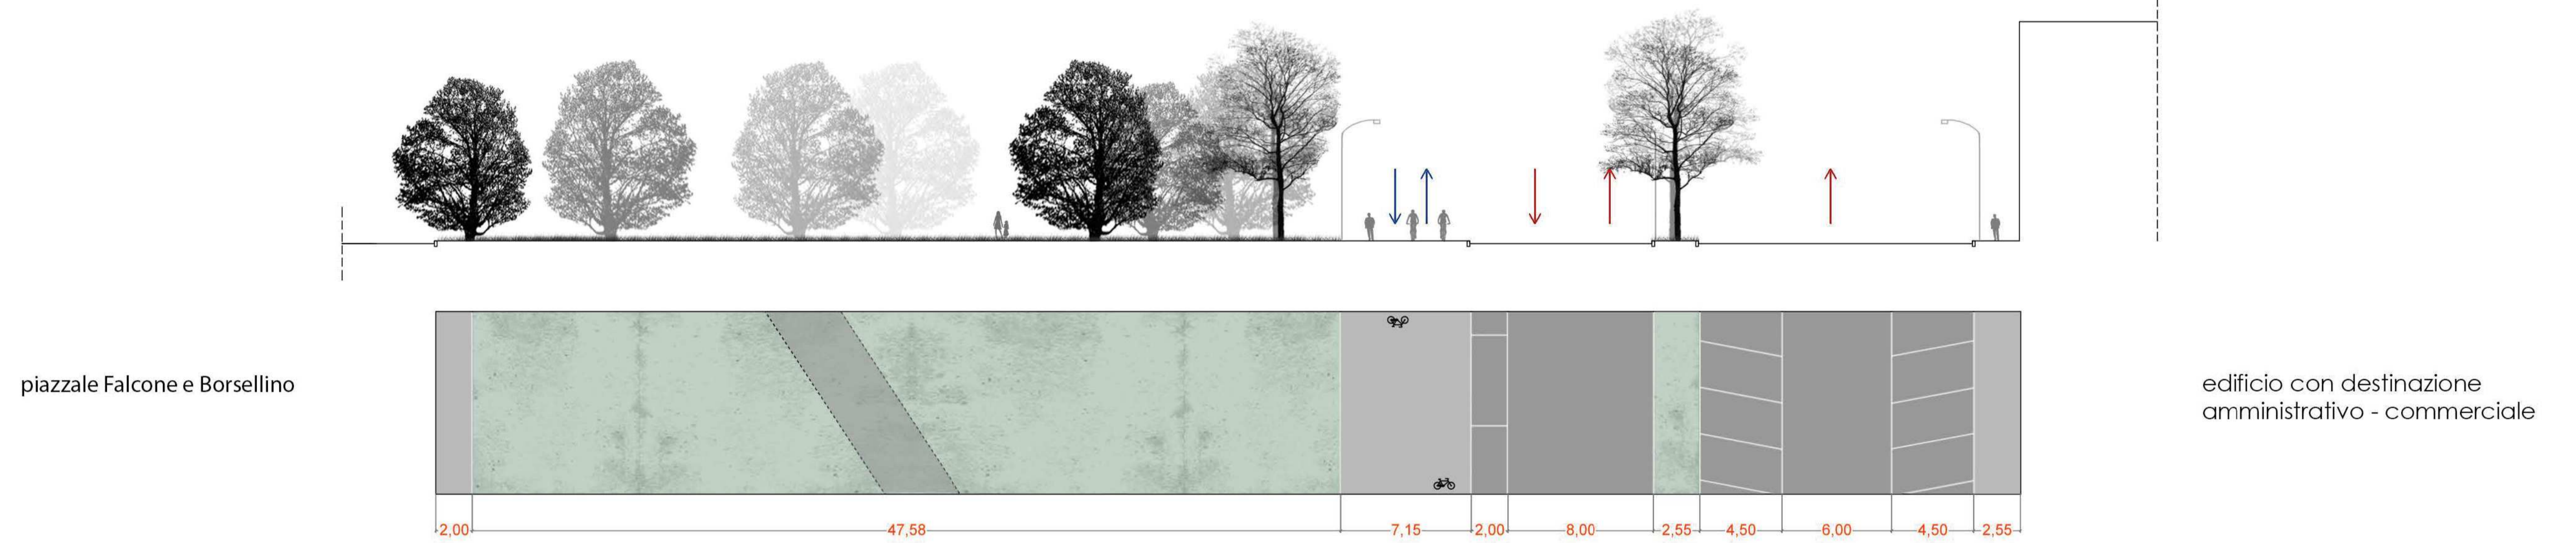 piazzale Falcone e Borsellino
edificio con destinazione
amministrativo - commerciale
2,00 47,58 7,15 2,00 8,00 2,55 4,50 6,00 4,50 2,55